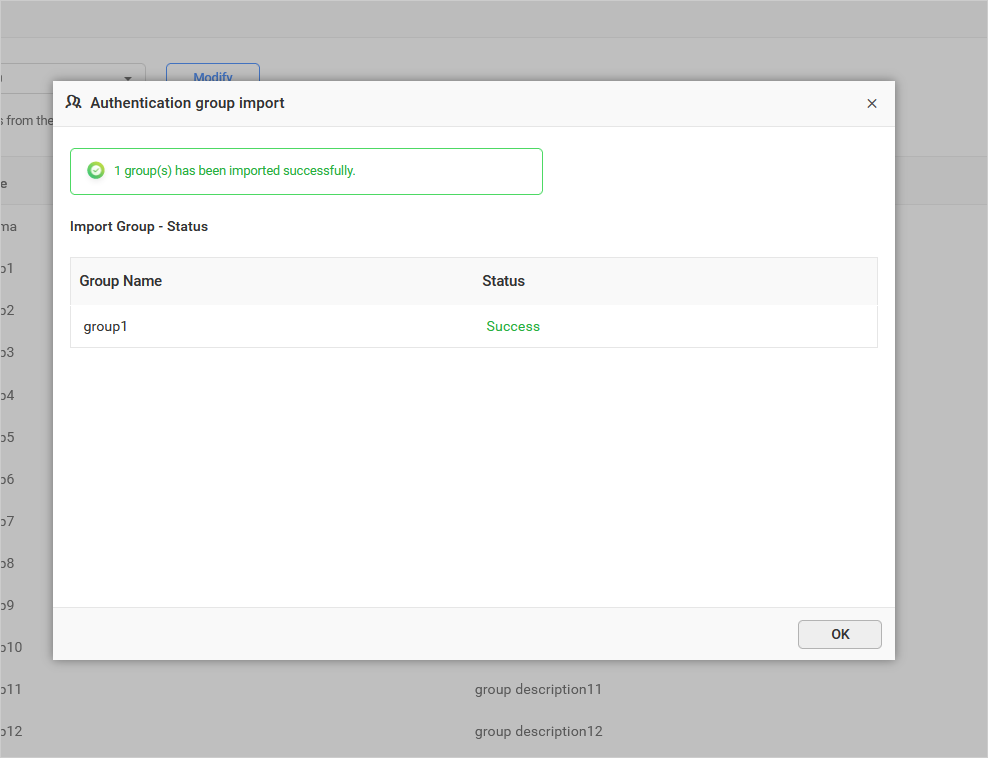 Modify
Authentication group import
s from the
1 group(s) has been imported successfully.
e
Import Group - Status
ma
p1
Group Name Status
p2
group1 Success
p3
p4
p5
p6
p7
p8
p9
OK
p10
p11 group description11
p12 group description12